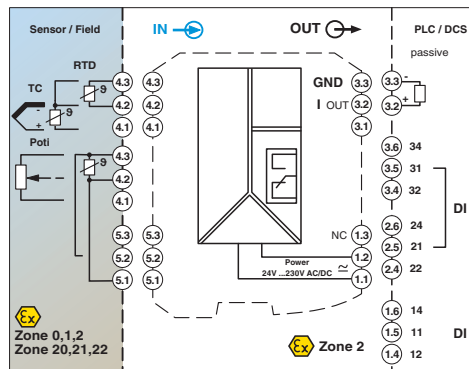 Sensor / Field
IN
OUT
PLC / DCS
passive
RTD
TC
ϑ
ϑ
-
+
4.3
4.2
4.1
4.3
4.2
4.1
GND
I OUT
3.3
3.2
3.1
3.3
3.2
-
+
Poti
ϑ
4.3
4.2
4.1
5.3
5.2
5.1
5.3
5.2
5.1
NC
Power
24V ...230V AC/DC
1.3
1.2
1.1
3.6 34
3.5 31
3.4 32
DI
2.6 24
2.5 21
2.4 22
1.6 14
1.5 11
1.4 12
DI
Ex
Zone 0,1,2
Zone 20,21,22
Ex
Zone 2